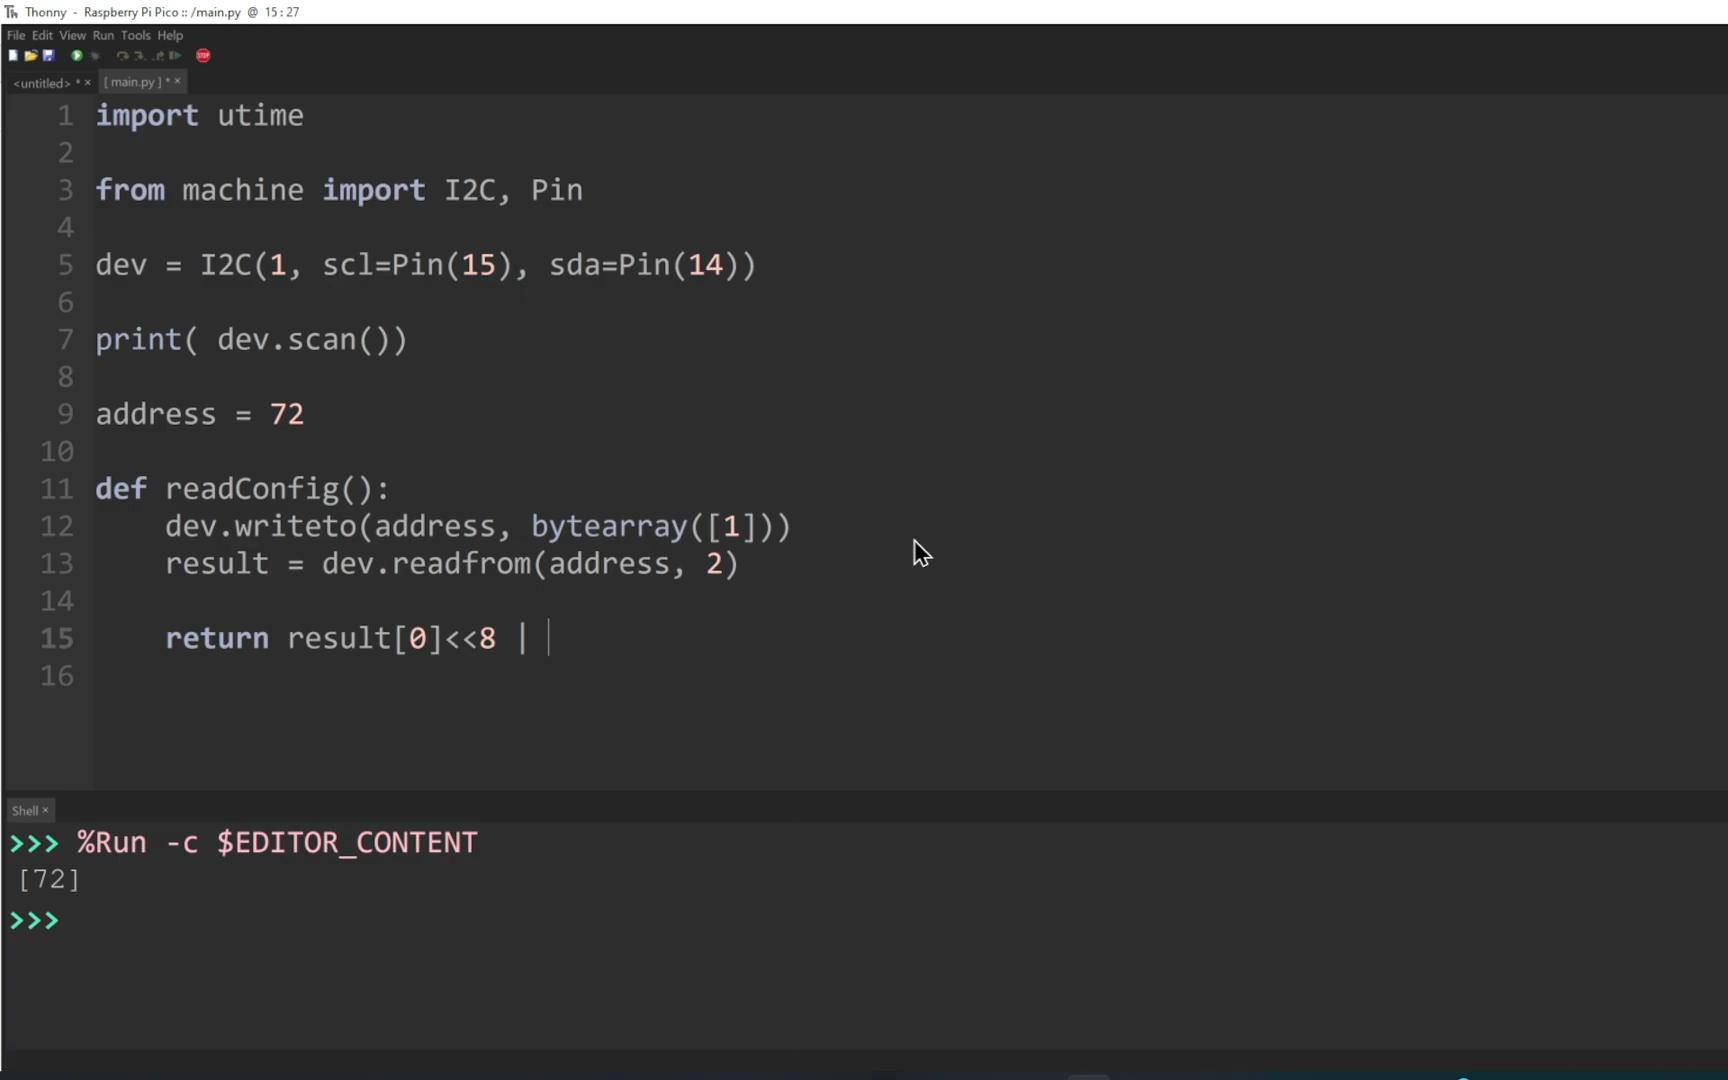 Thonny - Raspberry Pi Pico :: /main.py @ 15:27
File Edit View Run Tools Help
STOP
<untitled> * × [ main.py ] * ×
1 import utime
2
3 from machine import I2C, Pin
4
5 dev = I2C(1, scl=Pin(15), sda=Pin(14))
6
7 print( dev.scan())
8
9 address = 72
10
11 def readConfig():
12     dev.writeto(address, bytearray([1]))
13     result = dev.readfrom(address, 2)
14
15     return result[0]<<8 |
16
Shell ×
>>> %Run -c $EDITOR_CONTENT
[72]
>>>